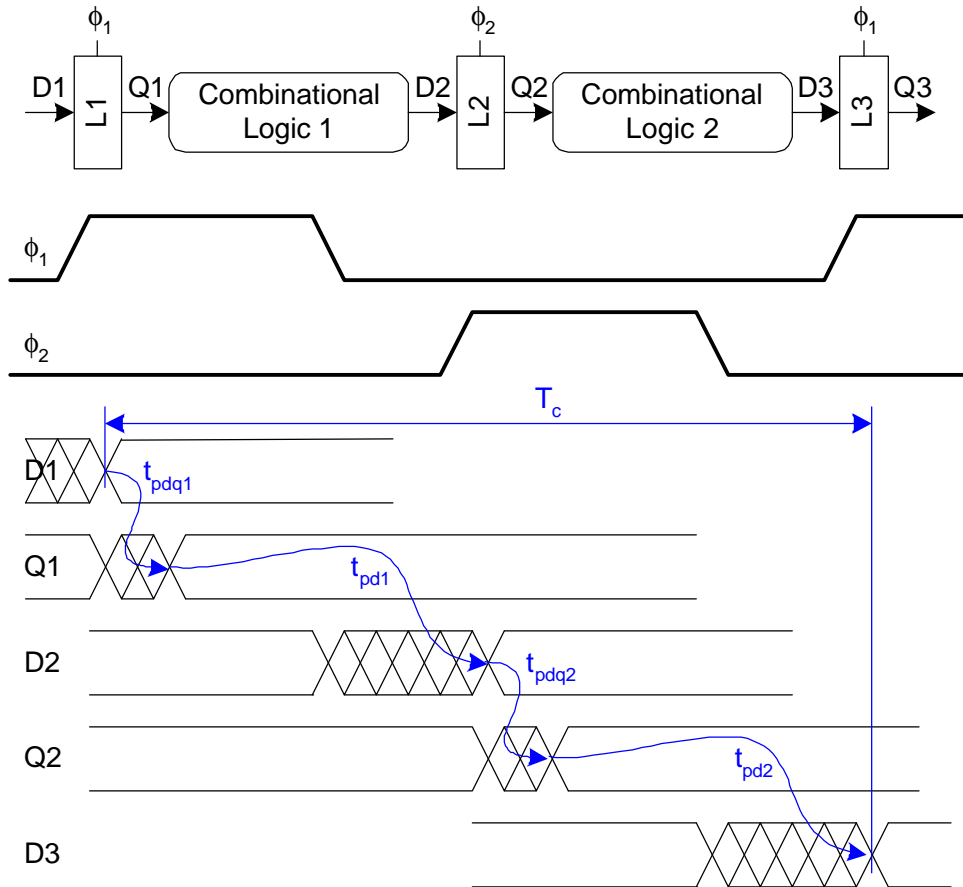 ϕ1 ϕ2 ϕ1
D1 L1 Q1 Combinational Logic 1 D2 L2 Q2 Combinational Logic 2 D3 L3 Q3
ϕ1
ϕ2
Tc
D1 tpdq1
Q1 tpd1
D2 tpdq2
Q2 tpd2
D3